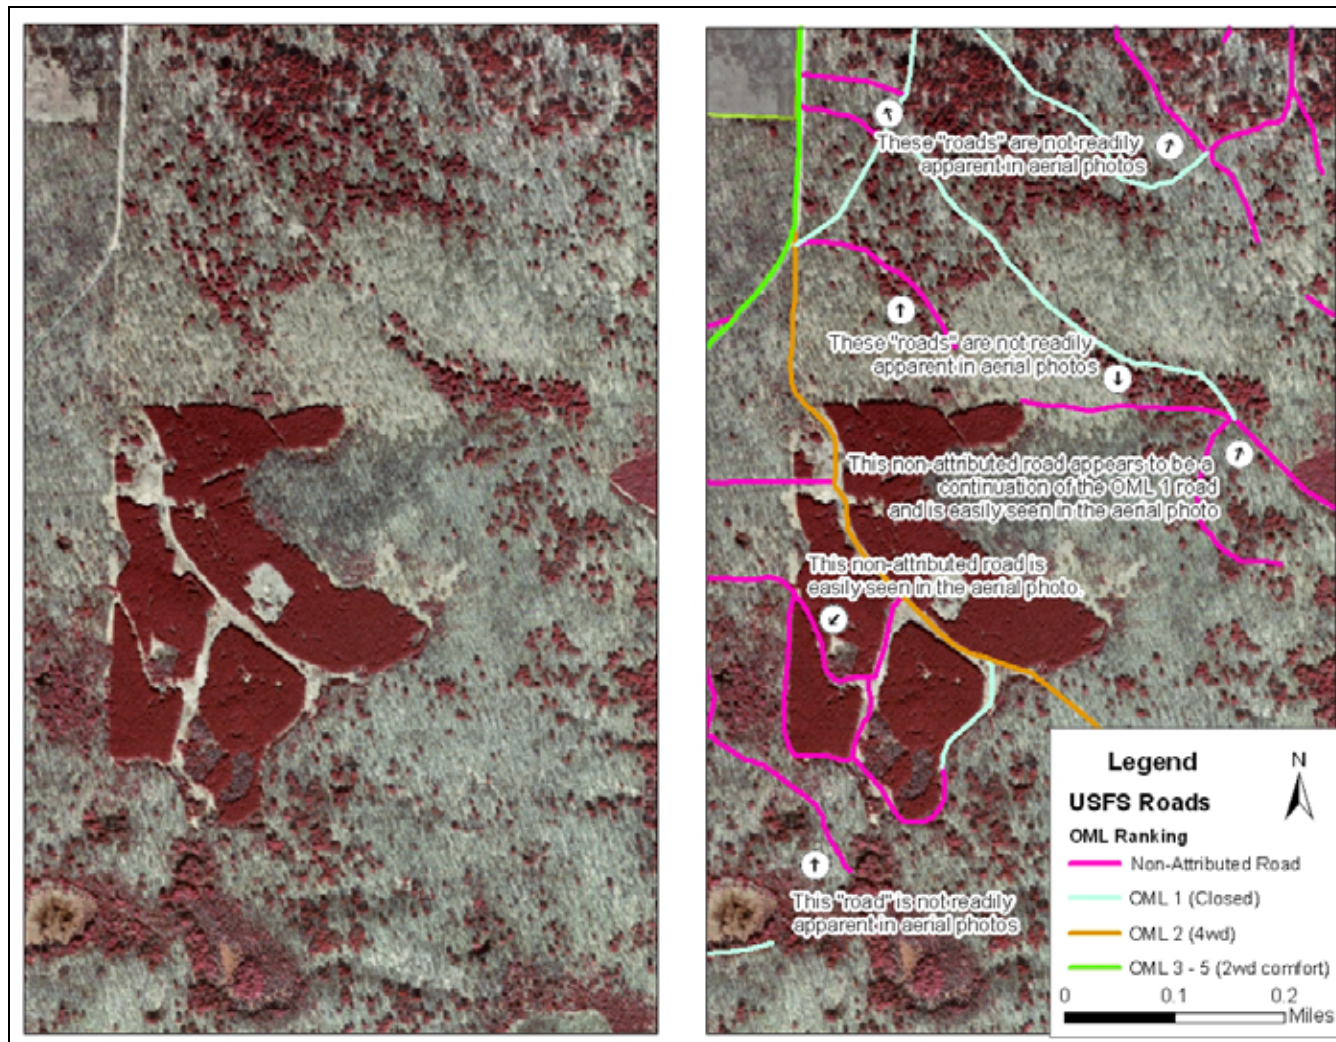 These "roads" are not readily
apparent in aerial photos
These "roads" are not readily
apparent in aerial photos
This non-attributed road appears to be a
continuation of the OML 1 road
and is easily seen in the aerial photo
This non-attributed road is
easily seen in the aerial photo.
This "road" is not readily
apparent in aerial photos
Legend
N
USFS Roads
OML Ranking
Non-Attributed Road
OML 1 (Closed)
OML 2 (4wd)
OML 3 - 5 (2wd comfort)
0 0.1 0.2
Miles